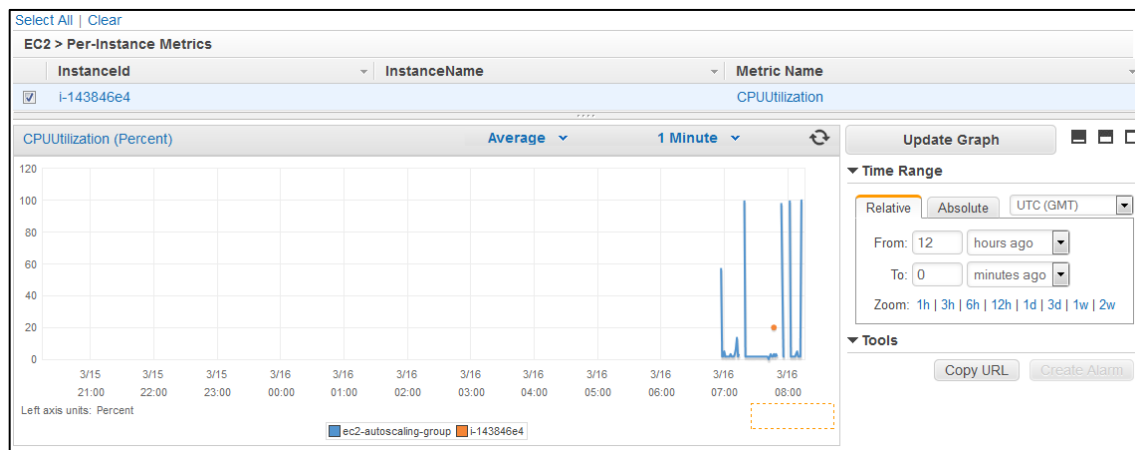 Select All | Clear
EC2 > Per-Instance Metrics
InstanceId InstanceName Metric Name
i-143846e4 CPUUtilization
CPUUtilization (Percent) Average 1 Minute
120
100
80
60
40
20
0
3/15 3/15 3/15 3/16 3/16 3/16 3/16 3/16 3/16 3/16 3/16 3/16
21:00 22:00 23:00 00:00 01:00 02:00 03:00 04:00 05:00 06:00 07:00 08:00
Left axis units: Percent
ec2-autoscaling-group i-143846e4
Update Graph
Time Range
Relative Absolute UTC (GMT)
From: 12 hours ago
To: 0 minutes ago
Zoom: 1h | 3h | 6h | 12h | 1d | 3d | 1w | 2w
Tools
Copy URL Create Alarm